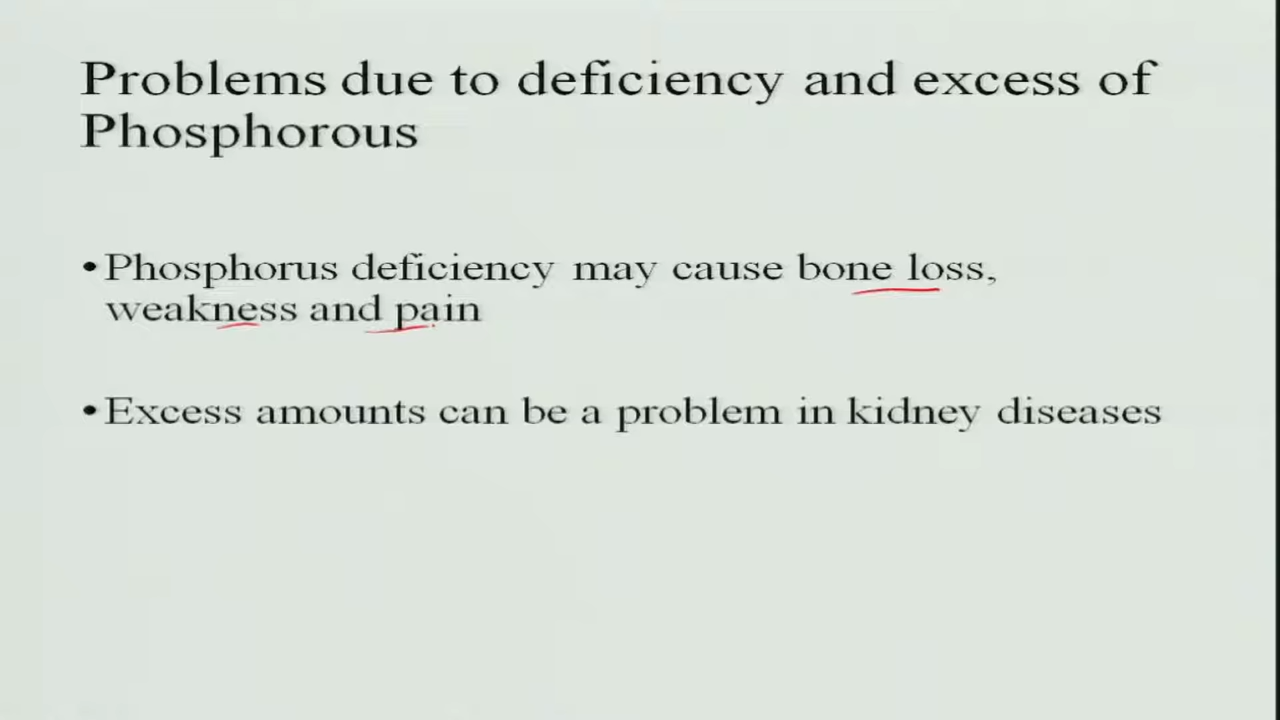 Problems due to deficiency and excess of
Phosphorous
•Phosphorus deficiency may cause bone loss,
weakness and pain
•Excess amounts can be a problem in kidney diseases